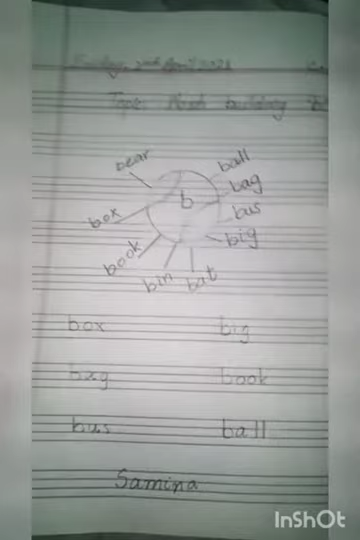 Topic: building
bear
ball
bag
b
box
bus
big
book
bin
bat
box big
bag book
bus ball
Samina
InShOt